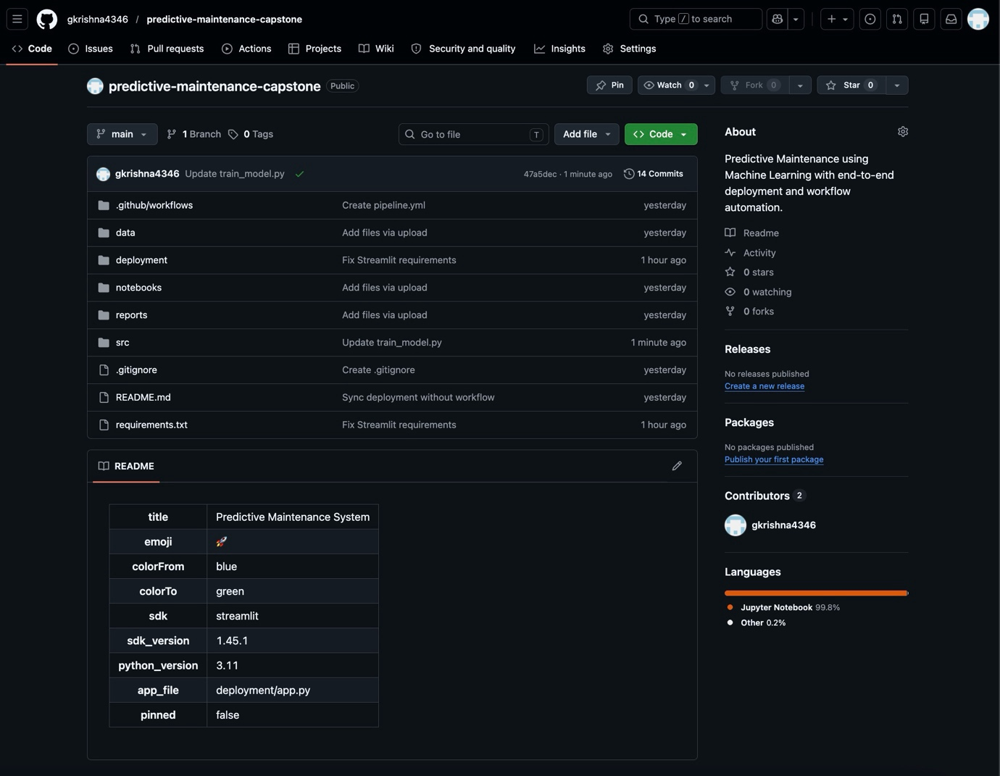 gkrishna4346 / predictive-maintenance-capstone
Type / to search
Code Issues Pull requests Actions Projects Wiki Security and quality Insights Settings
predictive-maintenance-capstone Public
Pin Watch 0 Fork 0 Star 0
main 1 Branch 0 Tags
Go to file T Add file Code
gkrishna4346 Update train_model.py 47a5dec · 1 minute ago 14 Commits
.github/workflows Create pipeline.yml yesterday
data Add files via upload yesterday
deployment Fix Streamlit requirements 1 hour ago
notebooks Add files via upload yesterday
reports Add files via upload yesterday
src Update train_model.py 1 minute ago
.gitignore Create .gitignore yesterday
README.md Sync deployment without workflow yesterday
requirements.txt Fix Streamlit requirements 1 hour ago
README
title Predictive Maintenance System
emoji 🚀
colorFrom blue
colorTo green
sdk streamlit
sdk_version 1.45.1
python_version 3.11
app_file deployment/app.py
pinned false
About
Predictive Maintenance using
Machine Learning with end-to-end
deployment and workflow
automation.
Readme
Activity
0 stars
0 watching
0 forks
Releases
No releases published
Create a new release
Packages
No packages published
Publish your first package
Contributors 2
gkrishna4346
Languages
Jupyter Notebook 99.8%
Other 0.2%